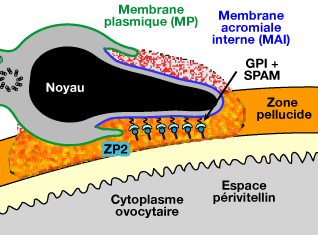 Membrane
plasmique (MP)
Membrane
acromiale
interne (MAI)
GPI +
SPAM
Noyau
Zone
pellucide
ZP2
Cytoplasme
ovocytaire
Espace
périvitellin